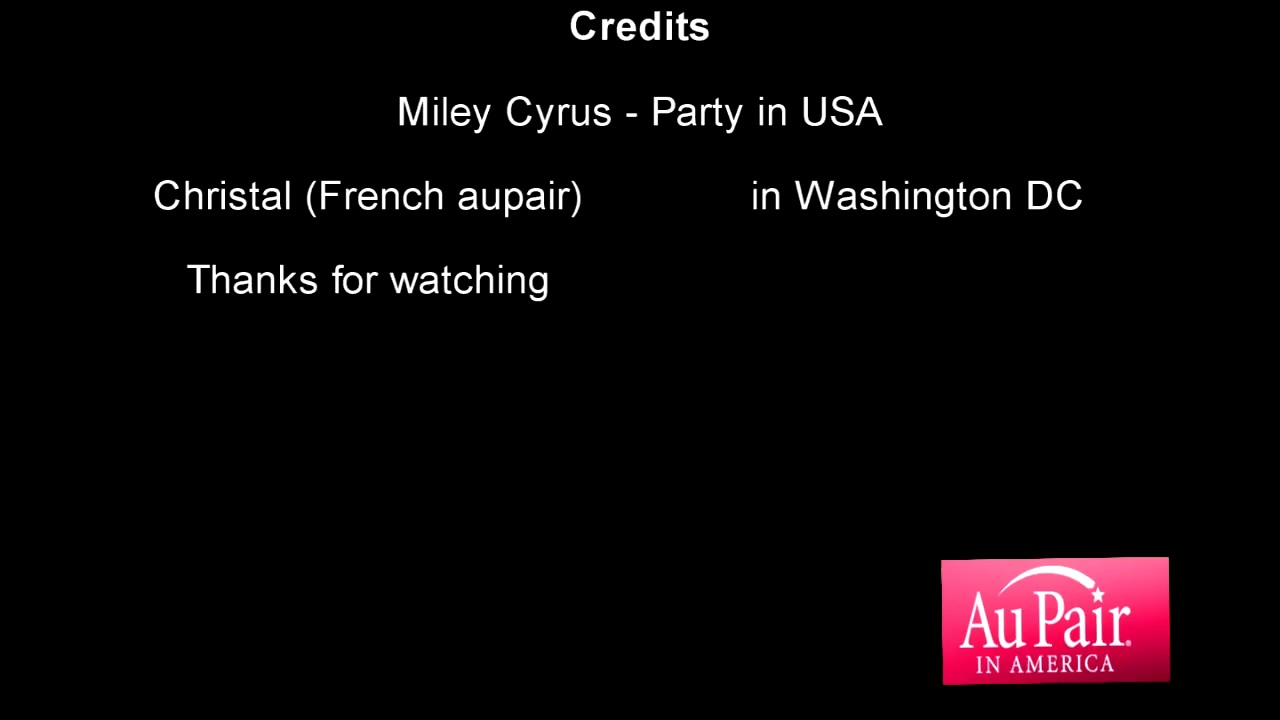 Credits
Miley Cyrus - Party in USA
Christal (French aupair) in Washington DC
Thanks for watching
Au Pair
IN AMERICA